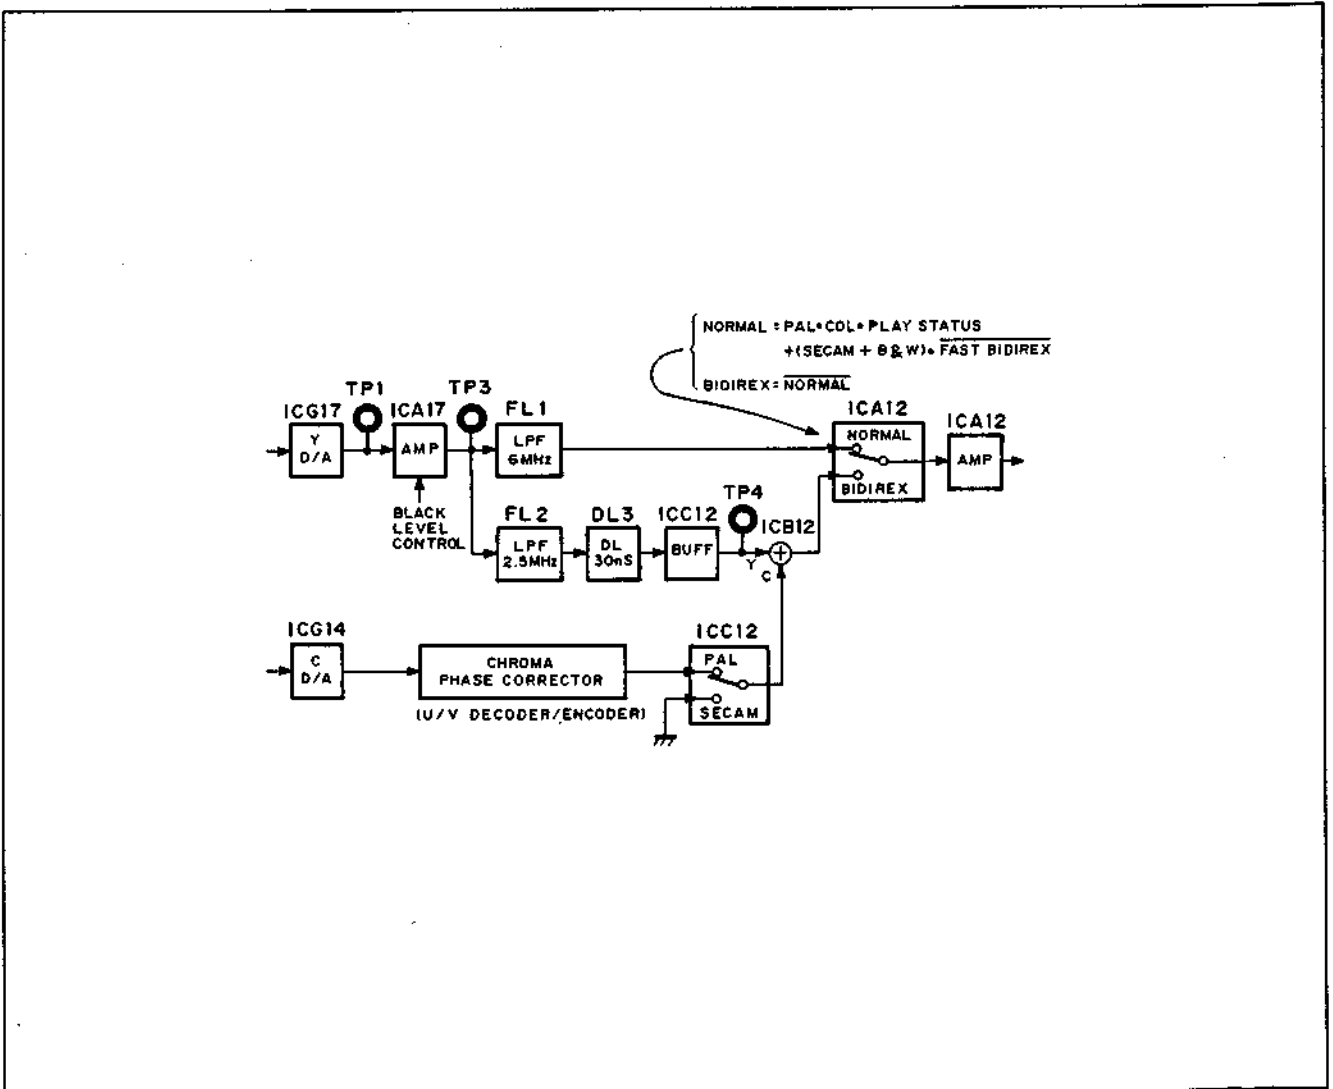 NORMAL = PAL•COL•PLAY STATUS
+(SECAM + B&W)• FAST BIDIREX
BIDIREX = NORMAL
TP1
TP3
ICG17
ICA17
FL1
ICA12
ICA12
Y
D/A
AMP
LPF
6MHz
NORMAL
BIDIREX
AMP
BLACK
LEVEL
CONTROL
FL2
DL3
ICC12
TP4
ICB12
LPF
2.5MHz
DL
30nS
BUFF
Y
+
C
ICG14
ICC12
C
D/A
CHROMA
PHASE CORRECTOR
PAL
SECAM
(U/V DECODER/ENCODER)